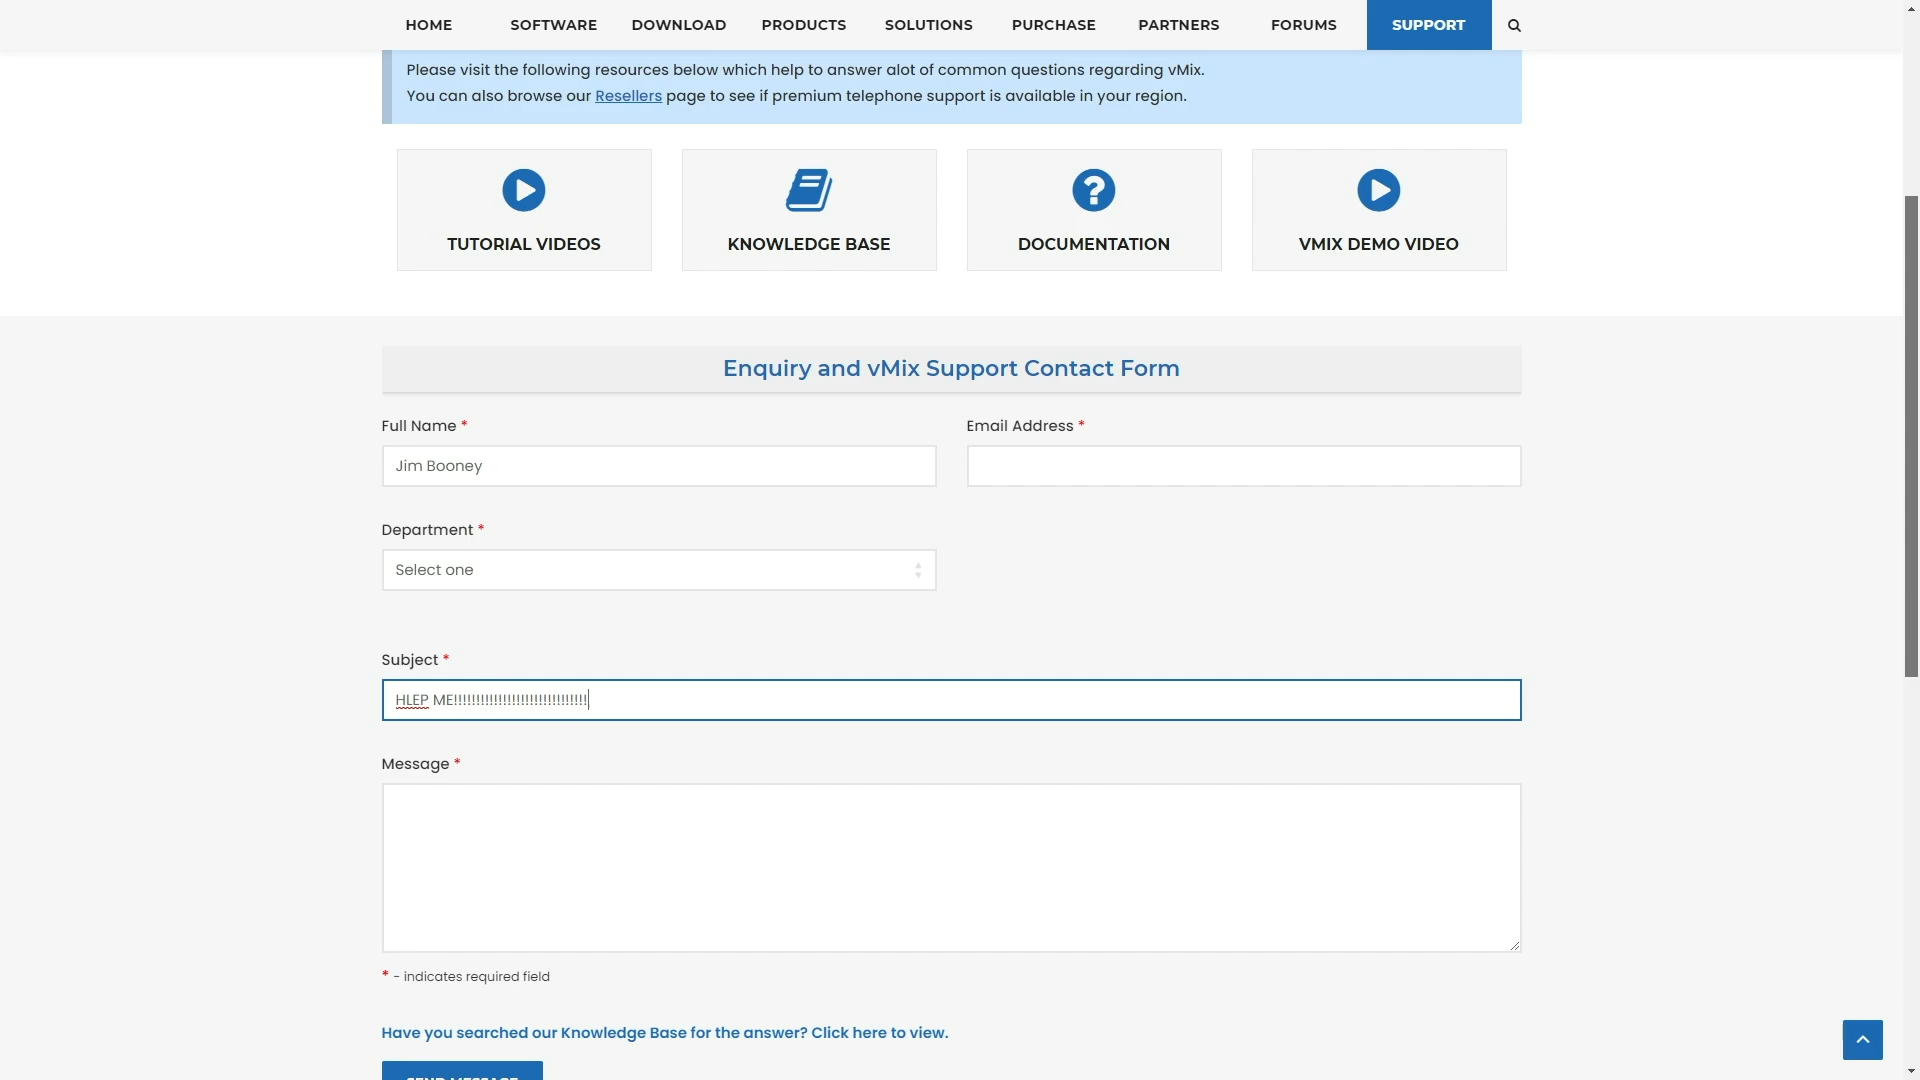 HOME SOFTWARE DOWNLOAD PRODUCTS SOLUTIONS PURCHASE PARTNERS FORUMS SUPPORT
Please visit the following resources below which help to answer alot of common questions regarding vMix.
You can also browse our Resellers page to see if premium telephone support is available in your region.
TUTORIAL VIDEOS KNOWLEDGE BASE DOCUMENTATION VMIX DEMO VIDEO
Enquiry and vMix Support Contact Form
Full Name * Email Address *
Jim Booney
Department *
Select one
Subject *
HLEP ME!!!!!!!!!!!!!!!!!!!!!!!!!!!!!!
Message *
* - indicates required field
Have you searched our Knowledge Base for the answer? Click here to view.
SEND MESSAGE